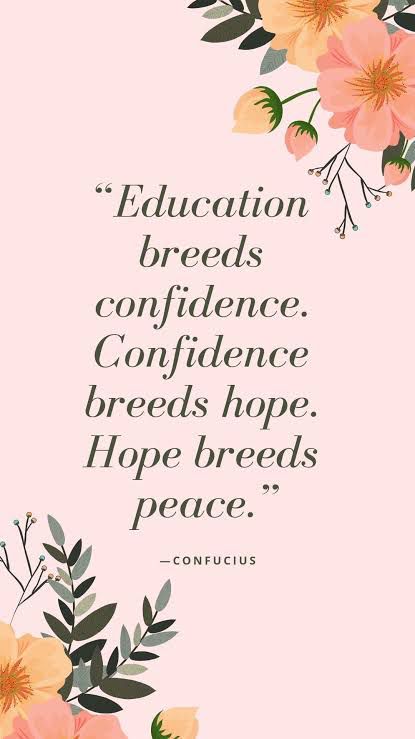 “Education
breeds
confidence.
Confidence
breeds hope.
Hope breeds
peace.”
—CONFUCIUS